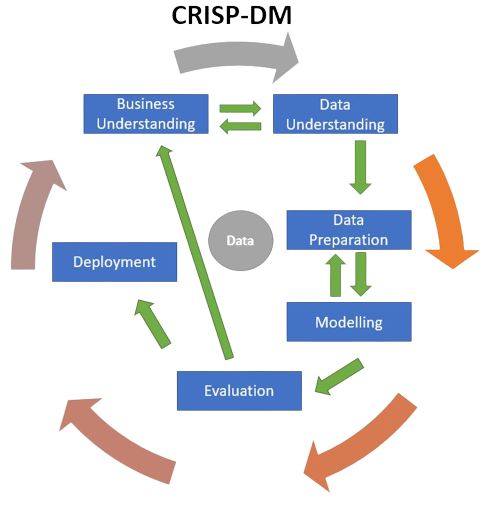 CRISP-DM
Business
Understanding
Data
Understanding
Data
Data
Preparation
Deployment
Modelling
Evaluation